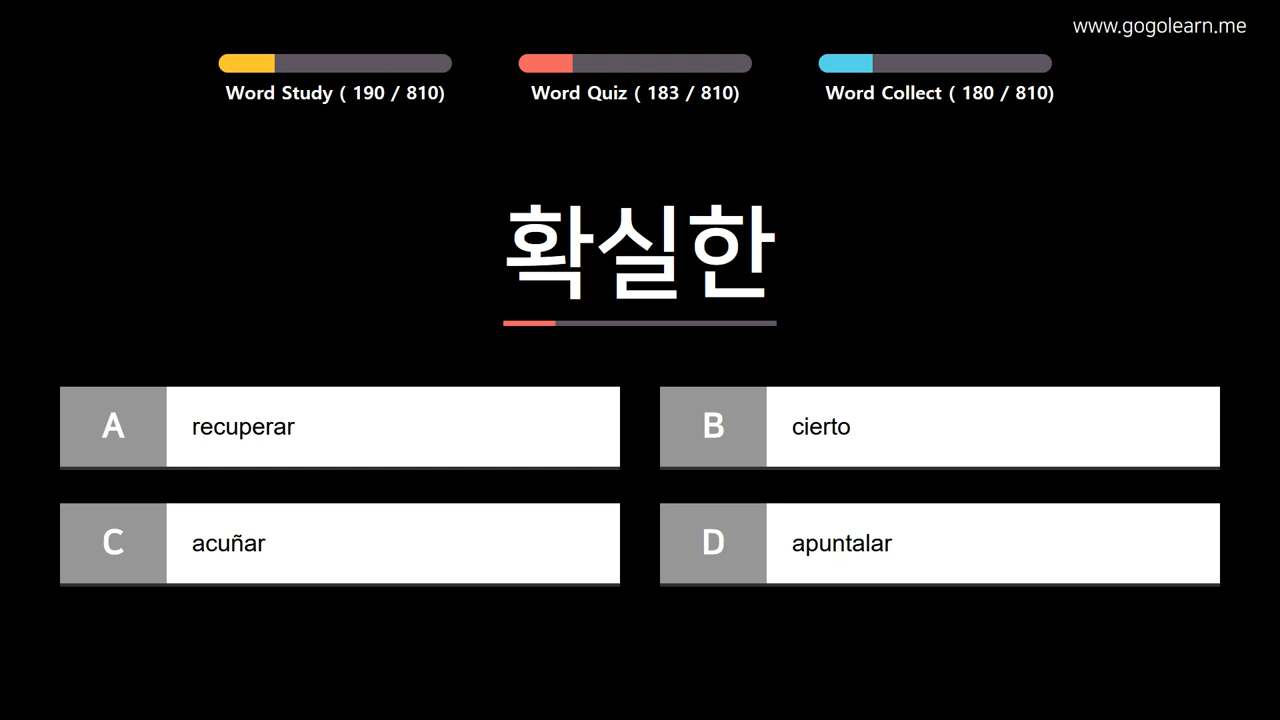 www.gogolearn.me
Word Study ( 190 / 810)
Word Quiz ( 183 / 810)
Word Collect ( 180 / 810)
확실한
A recuperar
B cierto
C acuñar
D apuntalar